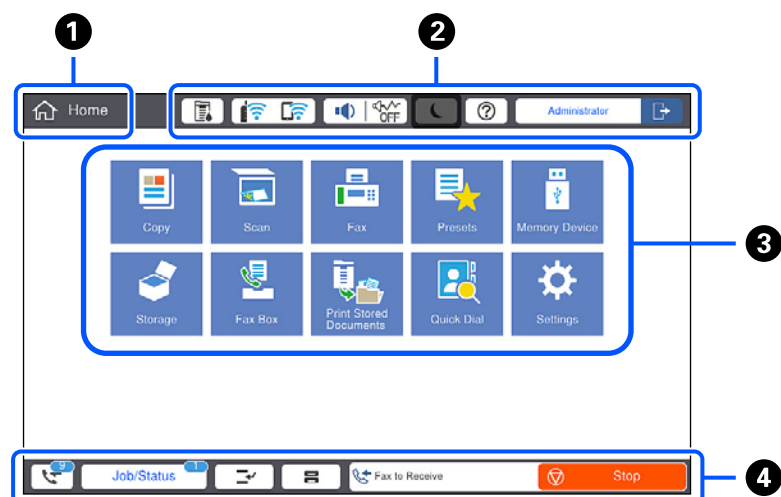 1
2
Home
OFF
?
Administrator
Copy
Scan
Fax
Presets
Memory Device
3
Storage
Fax Box
Print Stored
Documents
Quick Dial
Settings
9
Job/Status
1
Fax to Receive
Stop
4